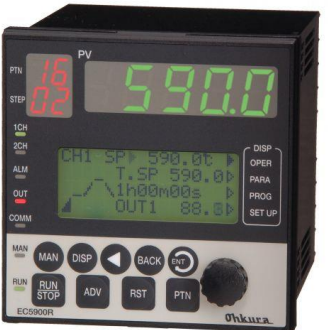 PV
PTN 16
590.0
STEP 02
1CH
2CH
ALM
OUT
COMM
CH1 SP 590.0t
T.SP 590.0
1h00m00s
OUT1 88.8
DISP
OPER
PARA
PROG
SET UP
MAN
MAN DISP BACK ENT
RUN
RUN STOP ADV RST PTN
EC5900R
Ohkura